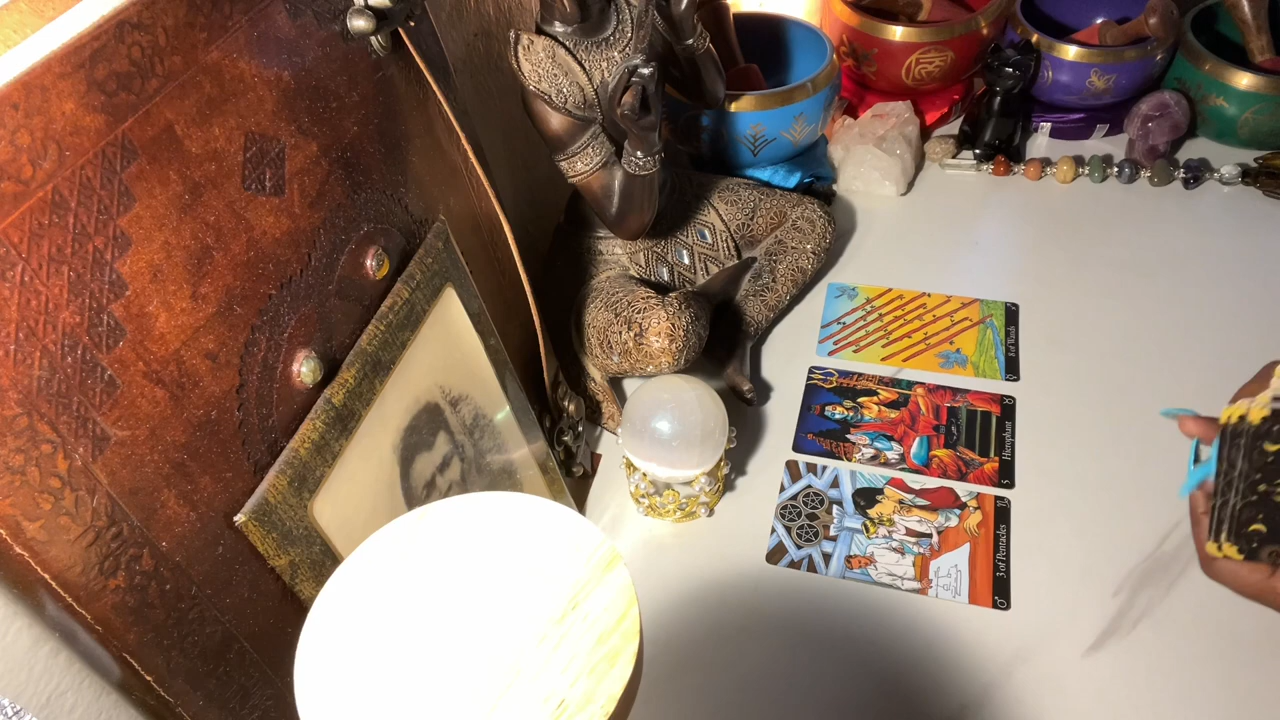 8 of Wands
☿
♐
Hierophant
5
♉
3 of Pentacles
♂
♑